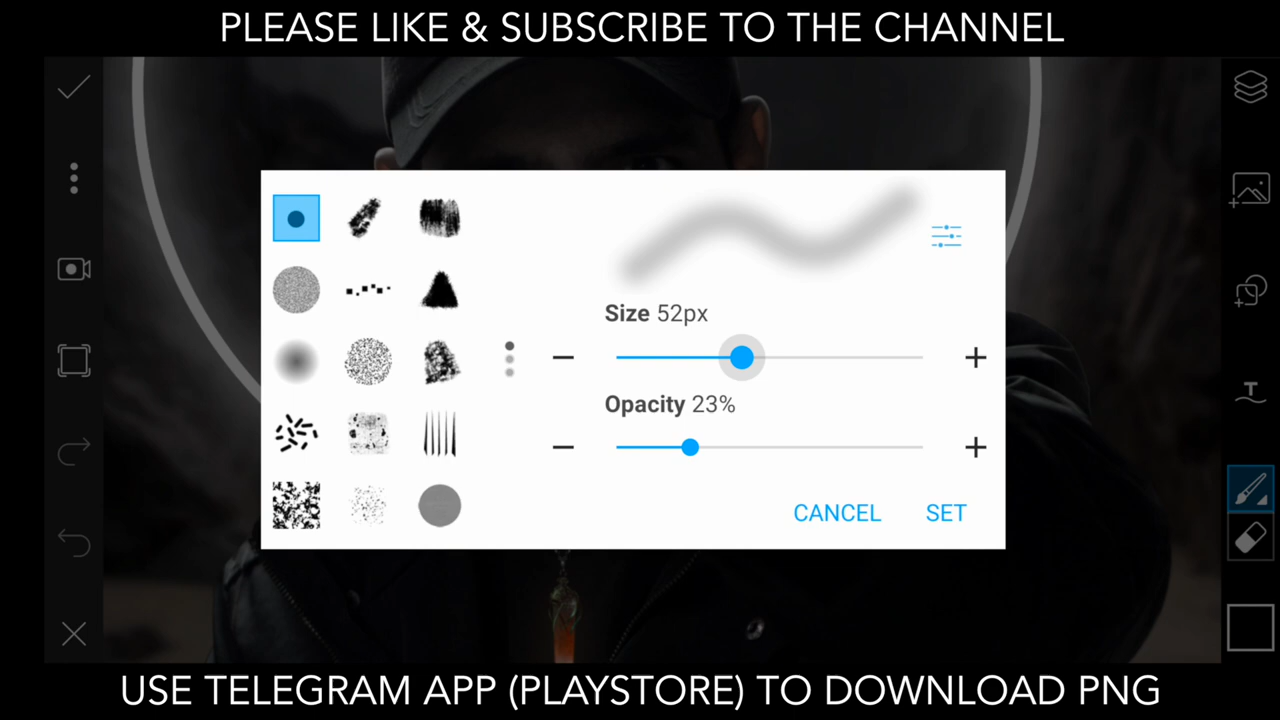 PLEASE LIKE & SUBSCRIBE TO THE CHANNEL
Size 52px
Opacity 23%
CANCEL SET
USE TELEGRAM APP (PLAYSTORE) TO DOWNLOAD PNG